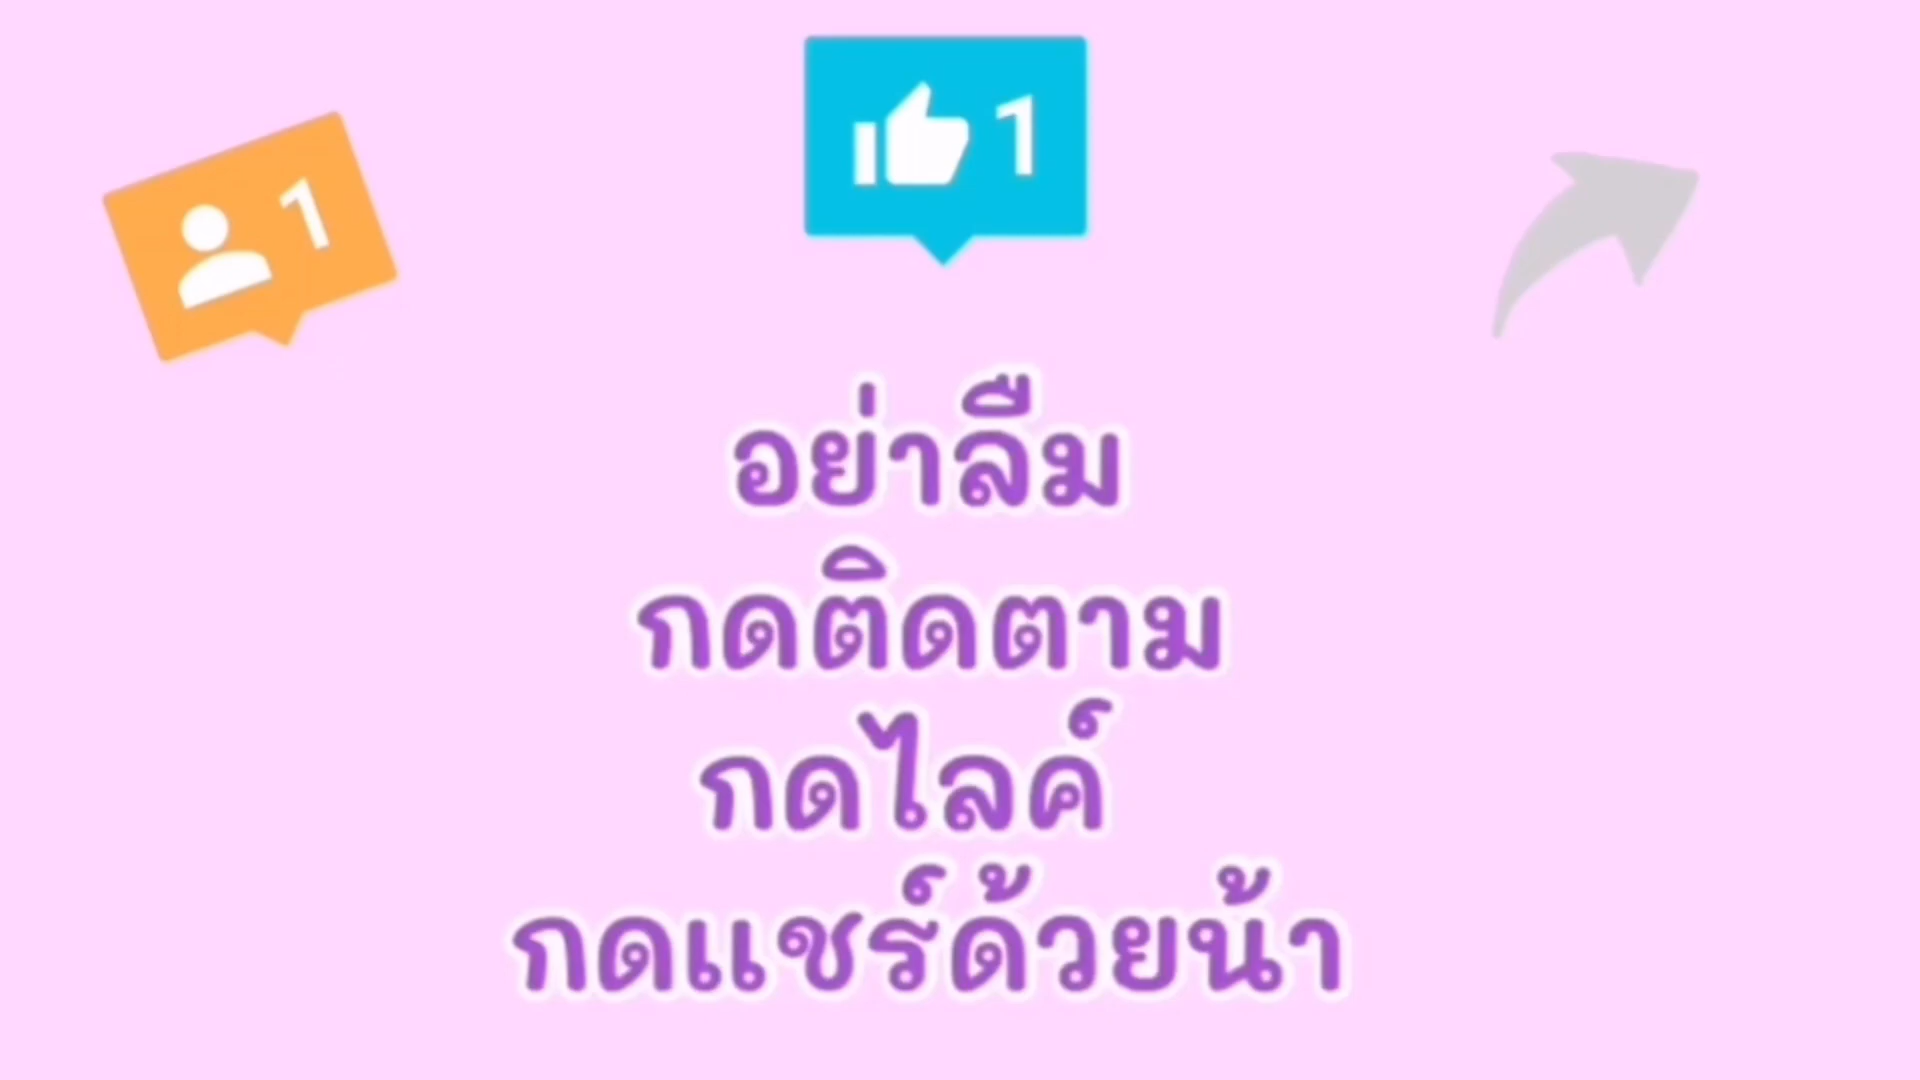 1
1
อย่าลืม
กดติดตาม
กดไลค์
กดแชร์ด้วยน้า